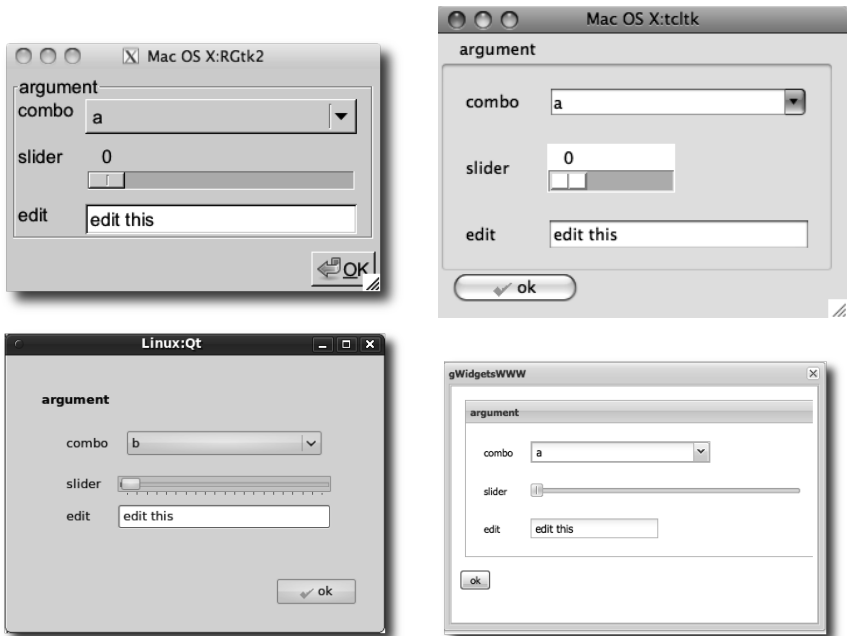 Mac OS X:RGtk2
argument
combo
a
slider
0
edit
edit this
OK
Mac OS X:tcltk
argument
combo
a
slider
0
edit
edit this
ok
Linux:Qt
argument
combo
b
slider
edit
edit this
ok
gWidgetsWWW
argument
combo
a
slider
edit
edit this
ok